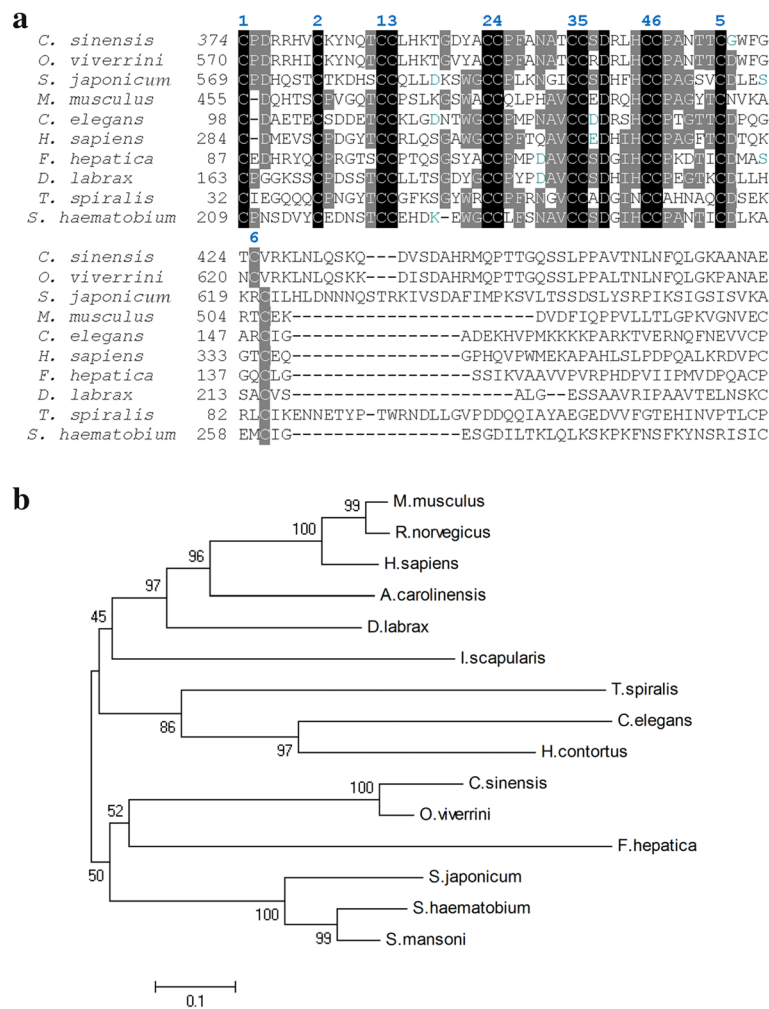 a
1 2 13 24 35 46 5
C. sinensis 374 CPDRRHVCKYNQTCCLHKTGDYACCPFANATCCSDRLHCCPANTTCGWFG
O. viverrini 570 CPDRRHTCKYNQTCCLHKTGDYACCPFANATCCRDRLHCCPANTTCDWFG
S. japonicum 569 CPDHQSTCTKDHSCCQLLDKSWGCCPLKNGICCSDHFHCCPAGSVCDLES
M. musculus 455 C-DQHTSCPVGQTCCPSLKGSWACCQLPHAVCCEDRQHCCPAGYTCNVKA
C. elegans 98 C-DAETECSDDETCCKLGDNTWGCCPMPNAVCCDDRSHCCPTGTTCDPQG
H. sapiens 284 C-DMEVSCPDGYTCCRLQSGAWGCCPFTQAVCCEDGIHCCPAGFTCDTQK
F. hepatica 87 CEDHRYQCPRGTSCCPTQSGSYACCPMPDAVCCSDGIHCCPKDTICDMAS
D. labrax 163 CPGGKSSCPDSSTCCYTLTGDYGCCPYPDAVCCSDGIHCCPEGTKCDLLH
T. spiralis 32 CIEGQQQCPNGYTCCGFKSGYWRCCPFRNGVCCADGINCCAHNAQCDSEK
S. haematobium 209 CPNSDVYCEDNSTCCEHDK-EWGCCLFSNAVCCSDGIHCCPANTICDLKA
6
C. sinensis 424 TCVRKLNLQSKQ---DVSDAHRMQPTTGQSSLPPAVTNLNFQLGKAANAE
O. viverrini 620 NCVRKLNLQSKK---DISDAHRMQPTTGQSSLPPALTNLNFQLGKPANAE
S. japonicum 619 KRCILHLDNNNQSTRKIVSDAFIMPKSVLTSSDSLYSRPIKSIGSISVKA
M. musculus 504 RTCEK-----------------------DVDFIQPPVLLTLGPKVGNVEC
C. elegans 147 ARCIG----------------ADEKHVPMKKKKPARKTVERNQFNEVVCP
H. sapiens 333 GTCEQ----------------GPHQVPWMEKAPAHLSLPDPQALKRDVPC
F. hepatica 137 GQCLG-----------------SSIKVAAVVPVRPHDPVIIPMVDPQACP
D. labrax 213 SACVS---------------------ALG-ESSAAVRIPAAVTELNSKC
T. spiralis 82 RLCIKENNETYP-TWRNDLLGVPDDQQIAYAEGEDVVFGTEHINVPTLCP
S. haematobium 258 EMCIG----------------ESGDILTKLQLKSKPKFNSFKYNSRISIC
b
M.musculus
99
R.norvegicus
100
H.sapiens
96
A.carolinensis
97
D.labrax
45
I.scapularis
T.spiralis
86
C.elegans
97
H.contortus
C.sinensis
100
O.viverrini
52
F.hepatica
50
S.japonicum
100
S.haematobium
99
S.mansoni
0.1